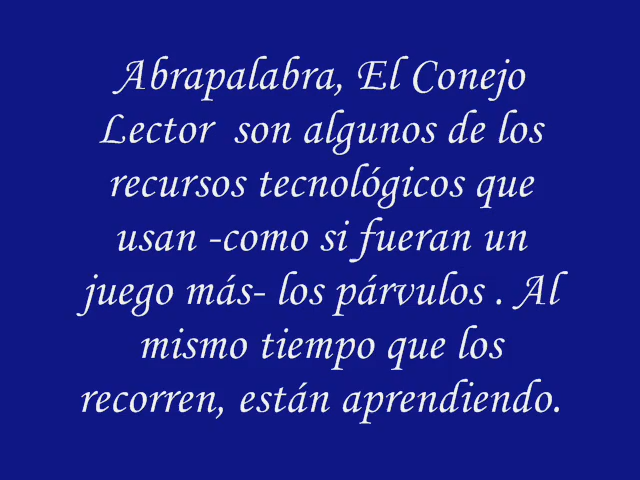 Abrapalabra, El Conejo
Lector  son algunos de los
recursos tecnológicos que
usan -como si fueran un
juego más- los párvulos . Al
mismo tiempo que los
recorren, están aprendiendo.